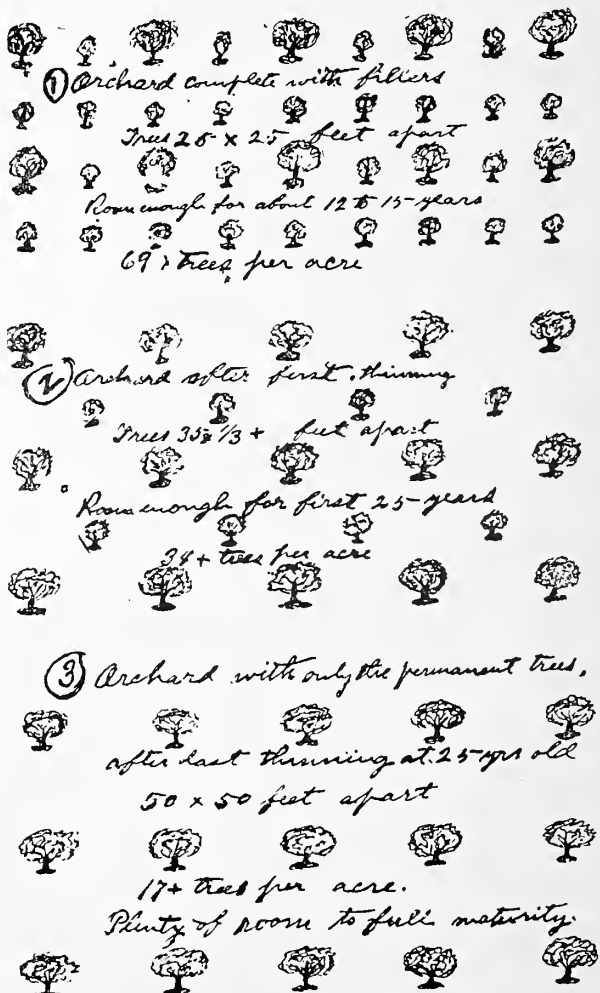 ① Orchard complete with fillers
Trees 25 x 25 feet apart
Room enough for about 12 to 15 years
69+ trees per acre
② Orchard after first thinning
Trees 35 1/3 + feet apart
Room enough for first 25 years
34+ trees per acre
③ Orchard with only the permanent trees,
after last thinning at 25 yrs old
50 x 50 feet apart
17+ trees per acre.
Plenty of room to full maturity.